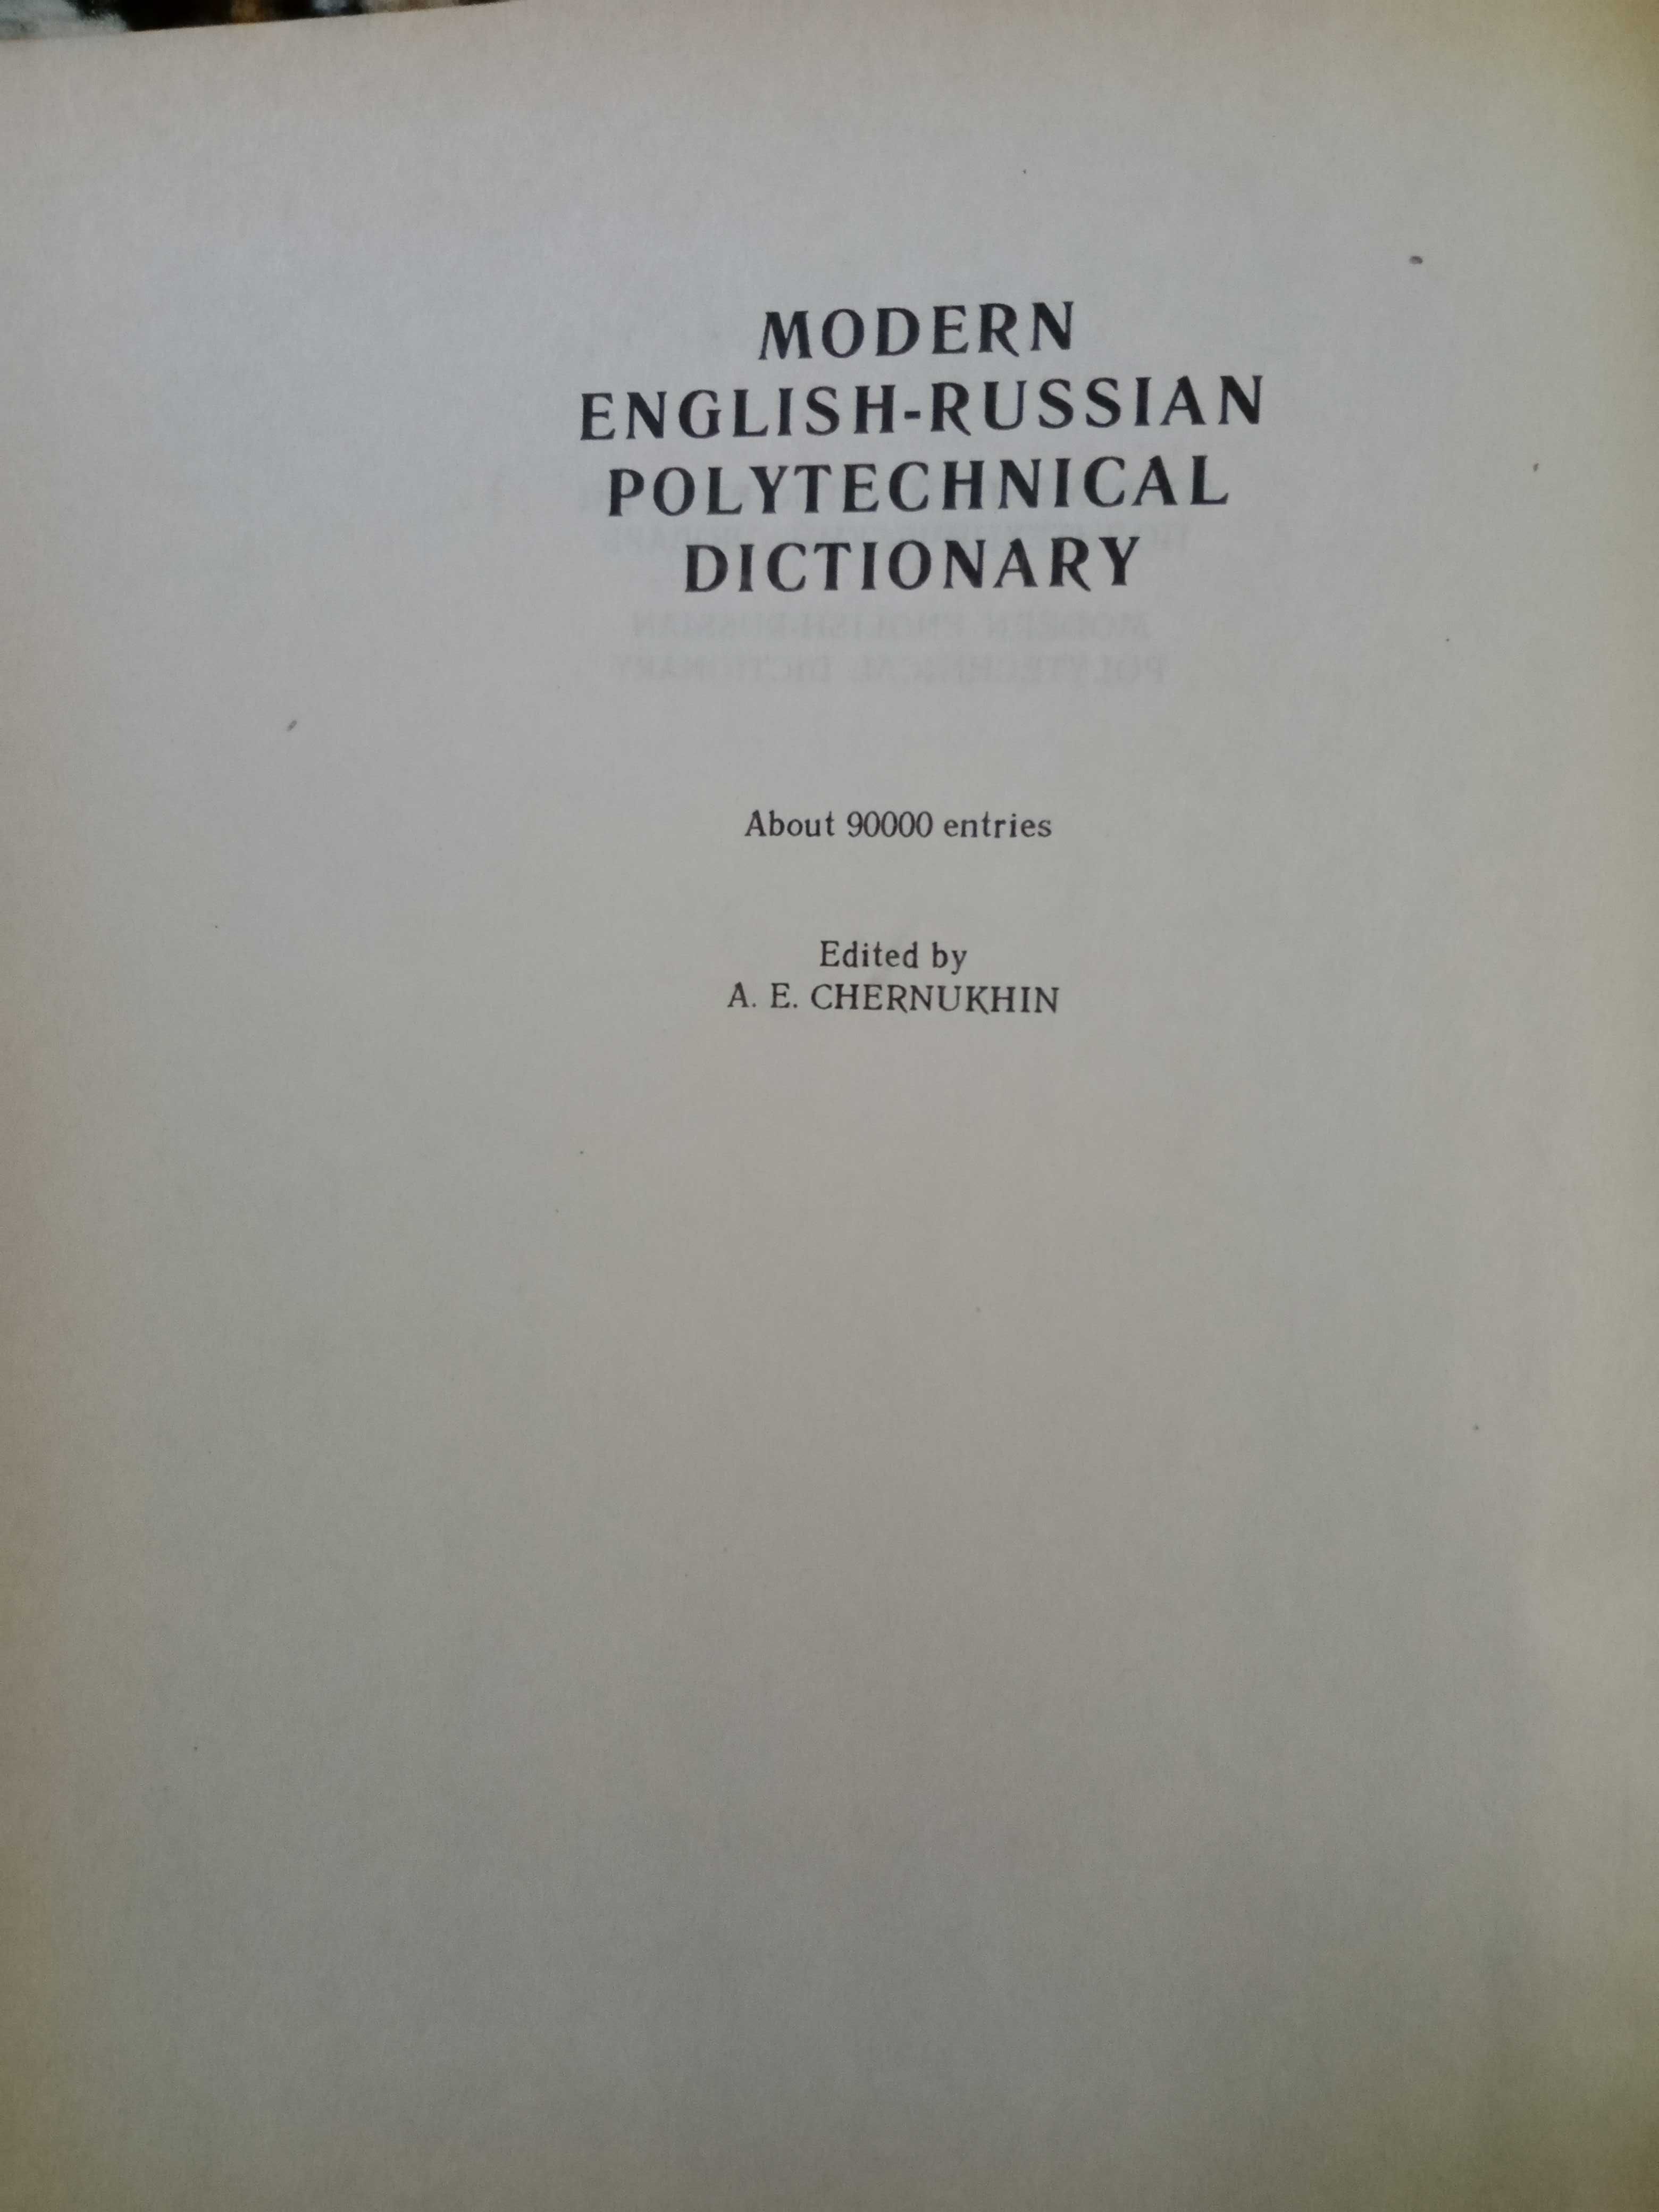 MODERN
ENGLISH-RUSSIAN
POLYTECHNICAL
DICTIONARY
About 90000 entries
Edited by
A. E. CHERNUKHIN